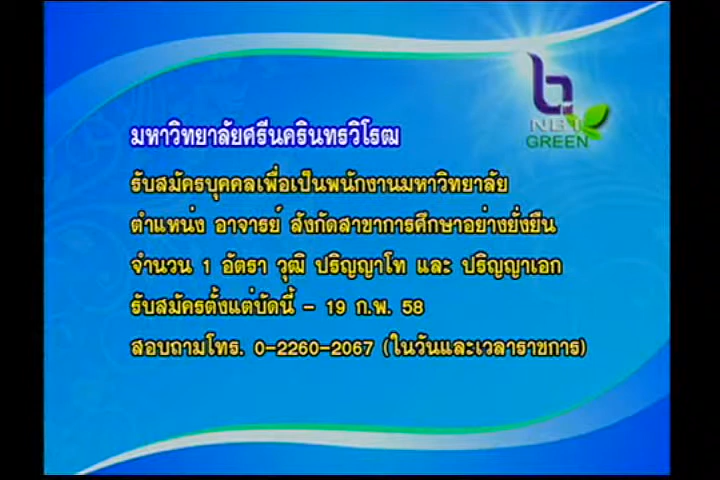 NBT
GREEN
มหาวิทยาลัยศรีนครินทรวิโรฒ
รับสมัครบุคคลเพื่อเป็นพนักงานมหาวิทยาลัย
ตำแหน่ง อาจารย์ สังกัดสาขาการศึกษาอย่างยั่งยืน
จำนวน 1 อัตรา วุฒิ ปริญญาโท และ ปริญญาเอก
รับสมัครตั้งแต่บัดนี้ - 19 ก.พ. 58
สอบถามโทร. 0-2260-2067 (ในวันและเวลาราชการ)